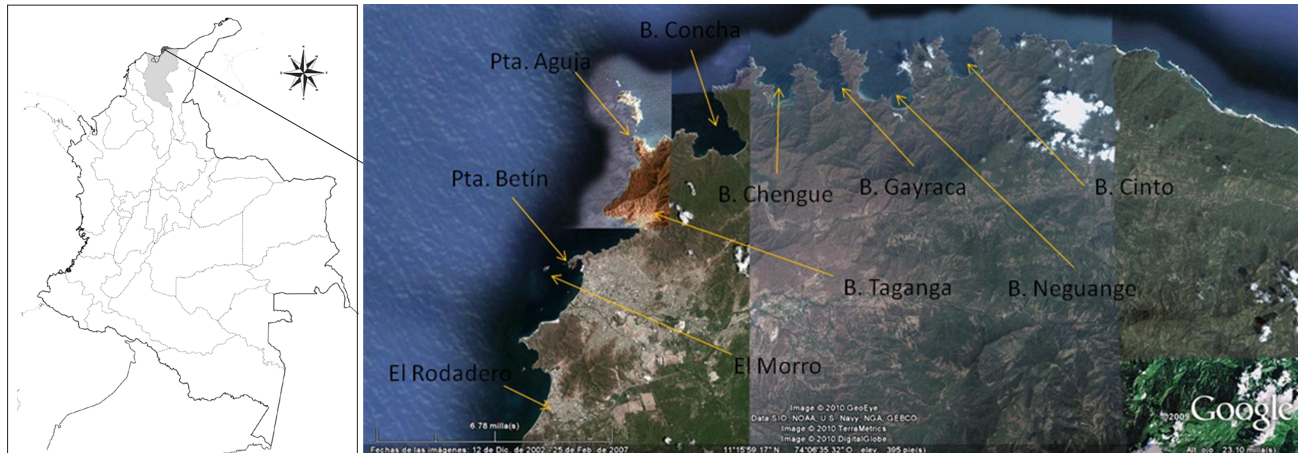 B. Concha
Pta. Aguja
Pta. Betín
B. Chengue
B. Gayraca
B. Cinto
B. Taganga
B. Neguange
El Morro
El Rodadero
6.78 milla(s)
Image © 2010 GeoEye
Data SIO, NOAA, U.S. Navy, NGA, GEBCO
Image © 2010 TerraMetrics
Image © 2010 DigitalGlobe
©2009 Google
Fechas de las imágenes: 12 de Dic. de 2002 - 25 de Feb. de 2007
11°15'59.17" N 74°06'35.32" O elev. 395 pie(s)
Alt. ojo 23.10 milla(s)